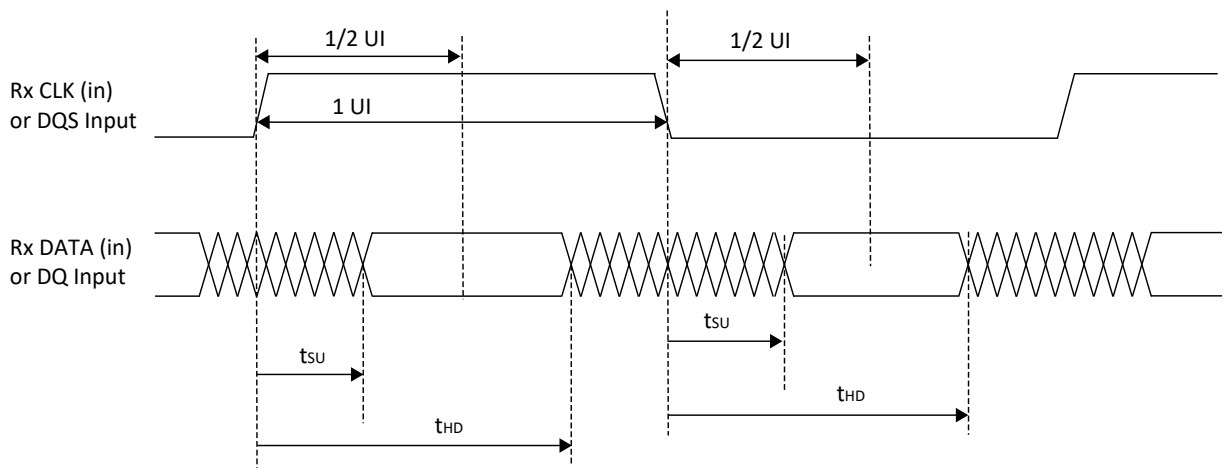 1/2 UI
1/2 UI
Rx CLK (in)
or DQS Input
1 UI
Rx DATA (in)
or DQ Input
tSU
tSU
tHD
tHD